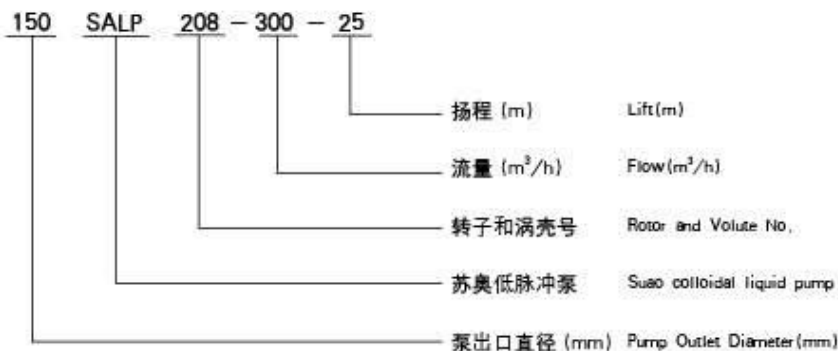 150 SALP 208 - 300 - 25
扬程 (m) Lift(m)
流量 (m³/h) Flow(m³/h)
转子和涡壳号 Rotor and Volute No.
苏奥低脉冲泵 Suao colloidal liquid pump
泵出口直径 (mm) Pump Outlet Diameter(mm)